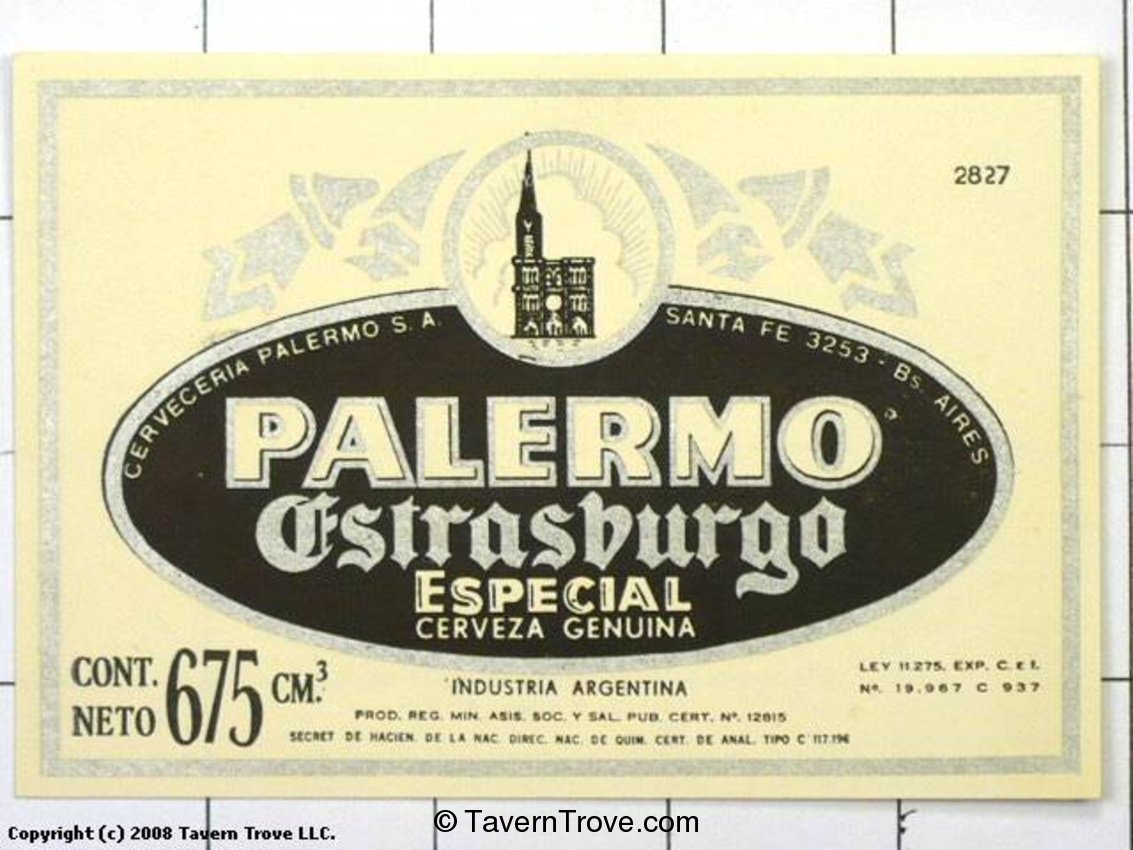 2827
CERVECERIA PALERMO S. A.
SANTA FE 3253 - Bs. AIRES
PALERMO
Estrasburgo
ESPECIAL
CERVEZA GENUINA
CONT. NETO 675 CM.³
INDUSTRIA ARGENTINA
LEY 11.275. EXP. C. E I.
Nº. 19.967 C 937
PROD. REG. MIN. ASIS. SOC. Y SAL. PUB. CERT. Nº. 12815
SECRET DE HACIEN. DE LA NAC. DIREC. NAC. DE QUIM. CERT. DE ANAL. TIPO C 117.196
© TavernTrove.com
Copyright (c) 2008 Tavern Trove LLC.